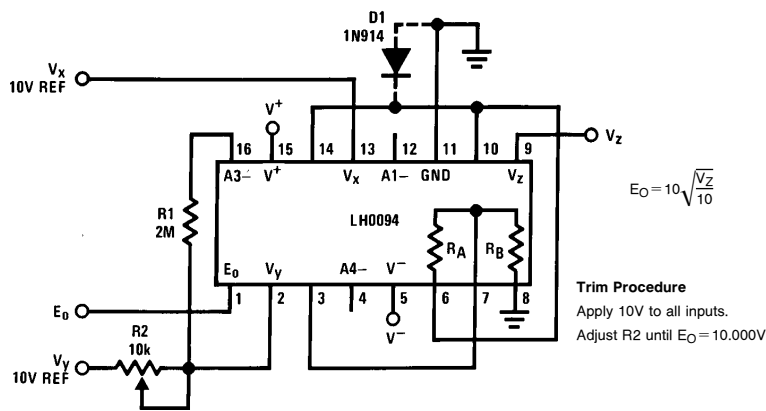 D1
1N914
Vx
10V REF
V+
Vz
16 15 14 13 12 11 10 9
A3– V+ Vx A1– GND Vz
EO=10√VZ/10
R1
2M
LH0094
RA RB
Eo Vy A4– V–
1 2 3 4 5 6 7 8
Eo
V–
R2
10k
Vy
10V REF
Trim Procedure
Apply 10V to all inputs.
Adjust R2 until EO=10.000V